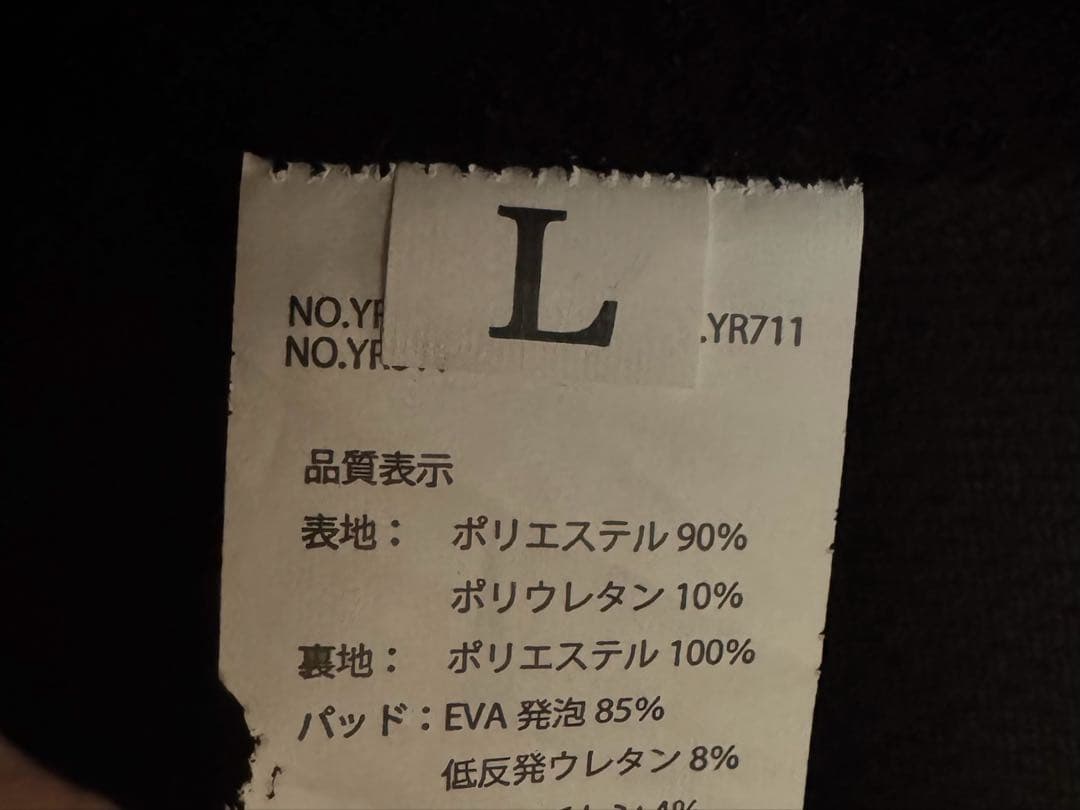 L
NO.YR
.YR711
NO.YR
品質表示
表地: ポリエステル 90%
ポリウレタン 10%
裏地: ポリエステル 100%
パッド: EVA 発泡 85%
低反発ウレタン 8%
4%